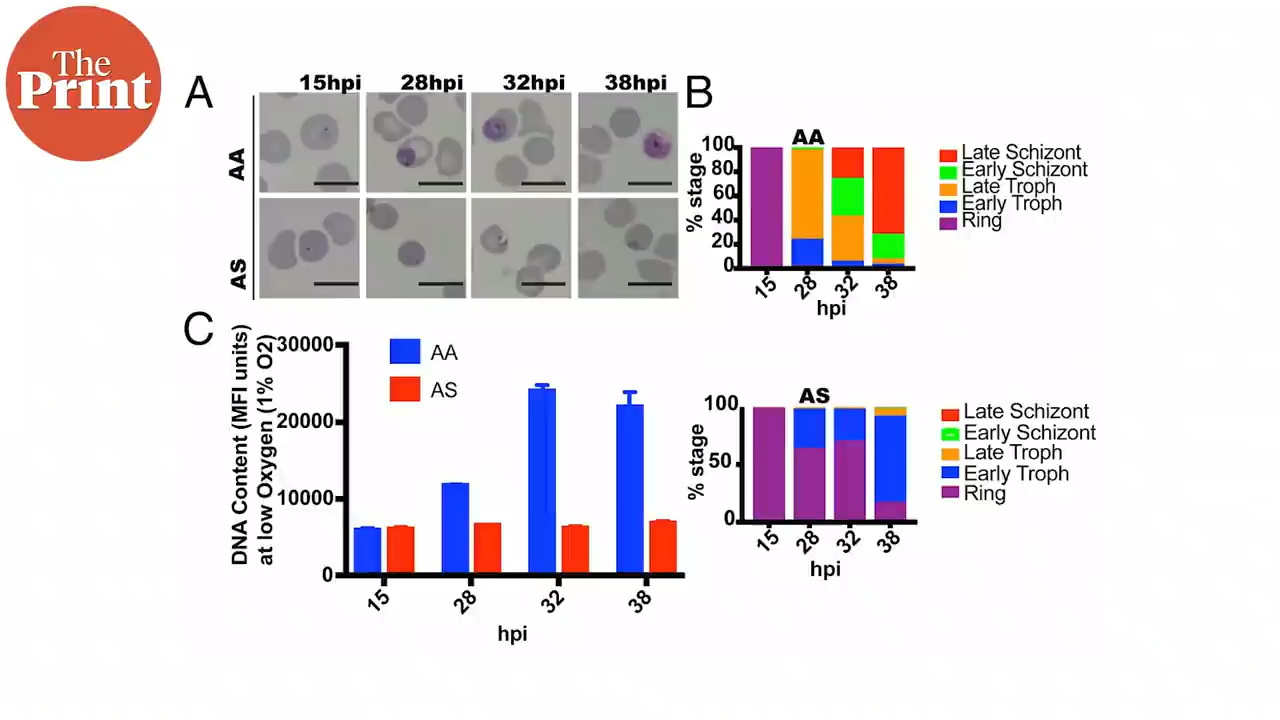 The
Print
A
15hpi
28hpi
32hpi
38hpi
AA
AS
B
AA
100
80
60
40
20
0
% stage
15
28
32
38
hpi
Late Schizont
Early Schizont
Late Troph
Early Troph
Ring
C
DNA Content (MFI units)
at low Oxygen (1% O2)
30000
20000
10000
0
AA
AS
15
28
32
38
hpi
AS
100
50
0
% stage
15
28
32
38
hpi
Late Schizont
Early Schizont
Late Troph
Early Troph
Ring